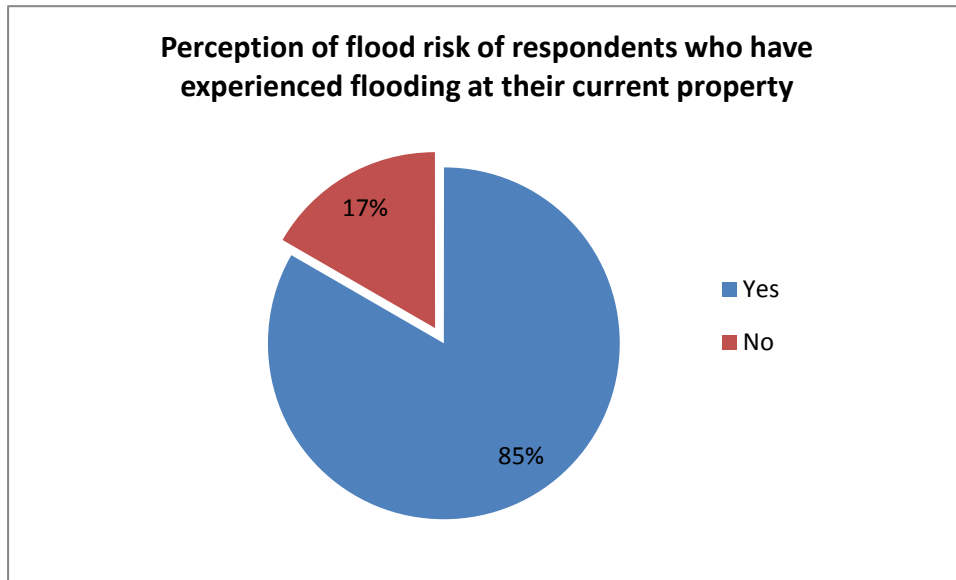 Perception of flood risk of respondents who have
experienced flooding at their current property
17%
Yes
No
85%